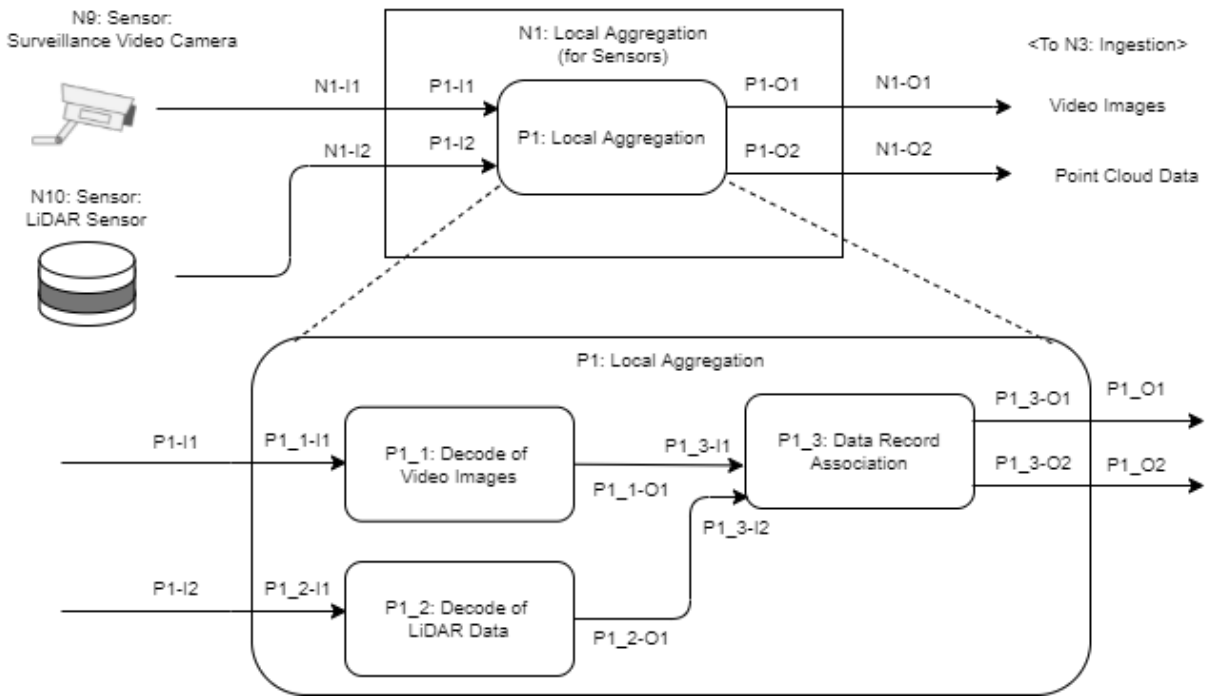 N9: Sensor:
Surveillance Video Camera
N1: Local Aggregation
(for Sensors)
<To N3: Ingestion>
N1-I1
P1-I1
P1-O1
N1-O1
Video Images
P1: Local Aggregation
N1-I2
P1-I2
P1-O2
N1-O2
Point Cloud Data
N10: Sensor:
LiDAR Sensor
P1: Local Aggregation
P1-I1
P1_1-I1
P1_1: Decode of
Video Images
P1_3-I1
P1_1-O1
P1_3: Data Record
Association
P1_3-O1
P1_O1
P1_3-O2
P1_O2
P1_3-I2
P1-I2
P1_2-I1
P1_2: Decode of
LiDAR Data
P1_2-O1